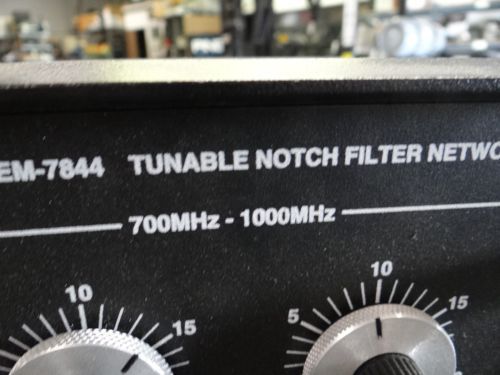 EM-7844 TUNABLE NOTCH FILTER NETWO
700MHz - 1000MHz
10 15
5 10 15